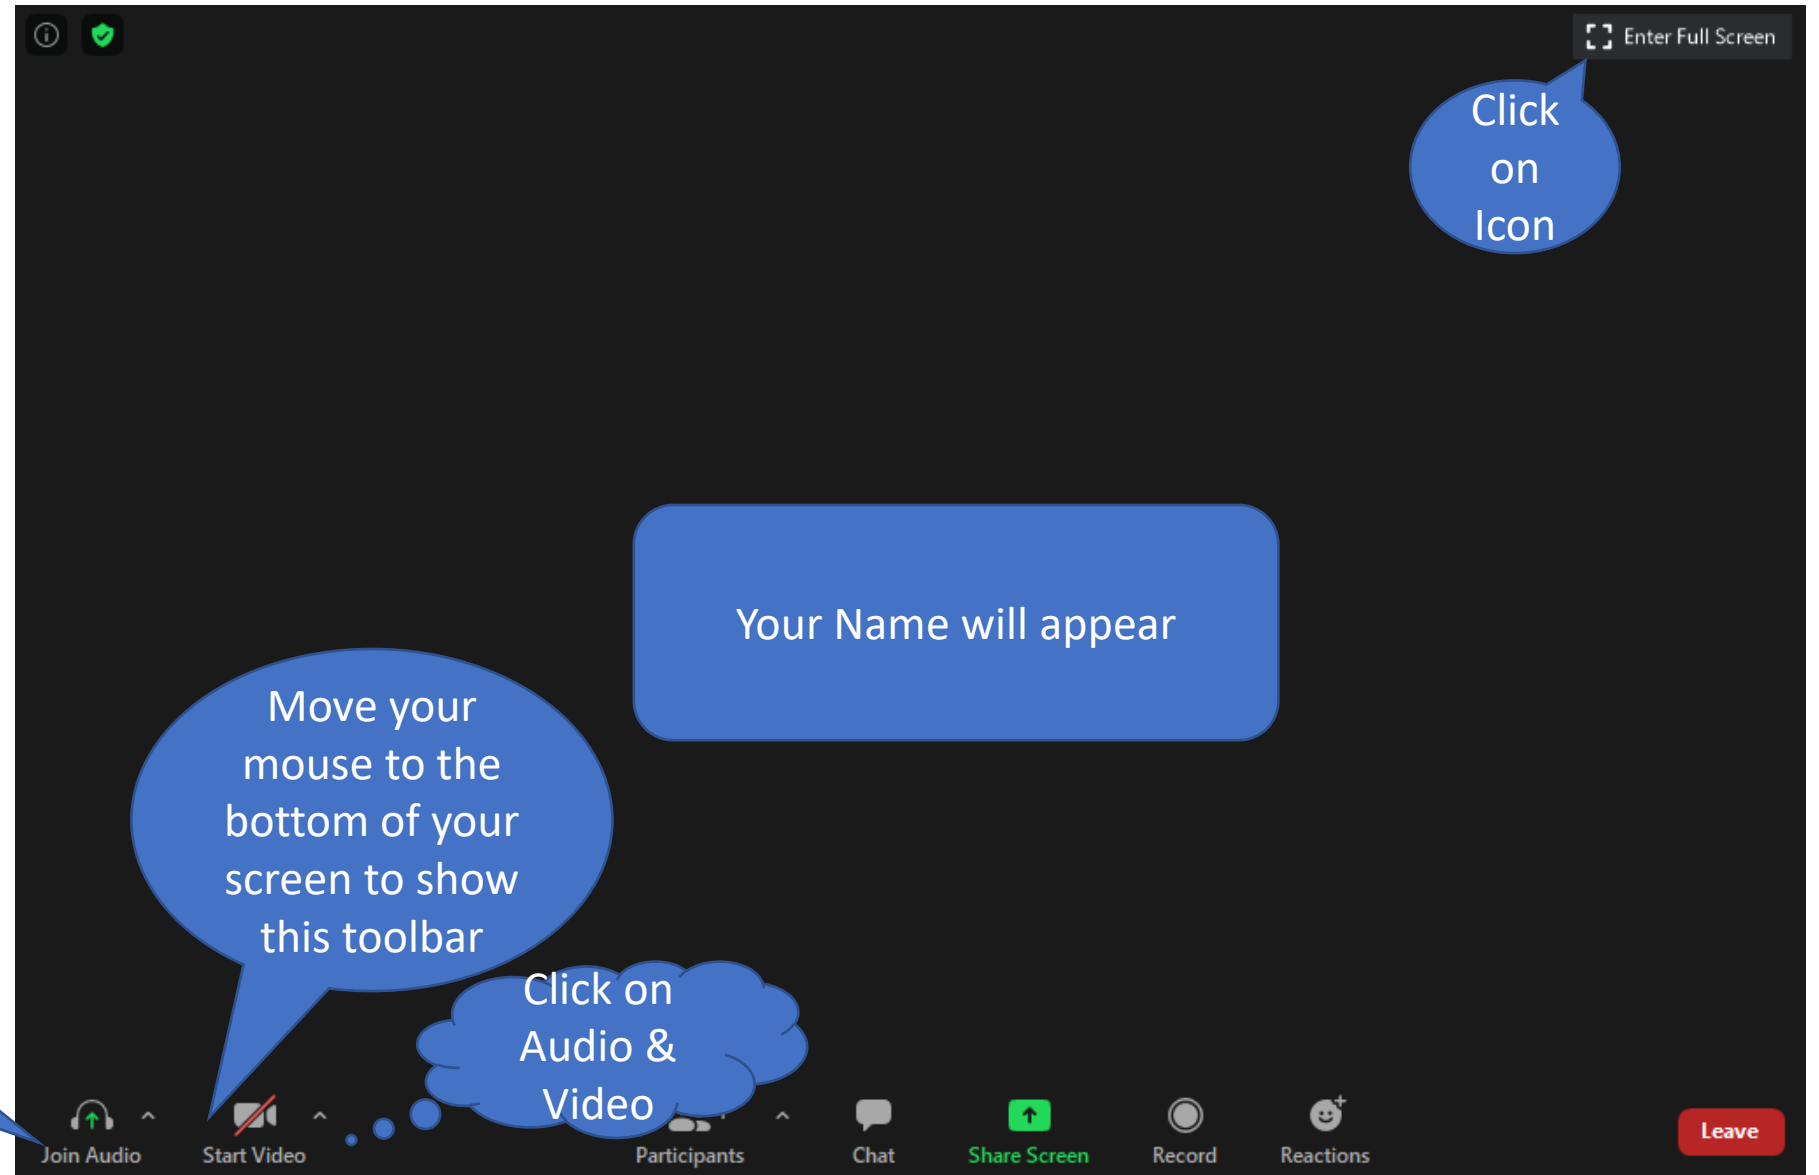 Enter Full Screen
Click
on
Icon
Your Name will appear
Move your
mouse to the
bottom of your
screen to show
this toolbar
Click on
Audio &
Video
Join Audio
Start Video
Participants
Chat
Share Screen
Record
Reactions
Leave